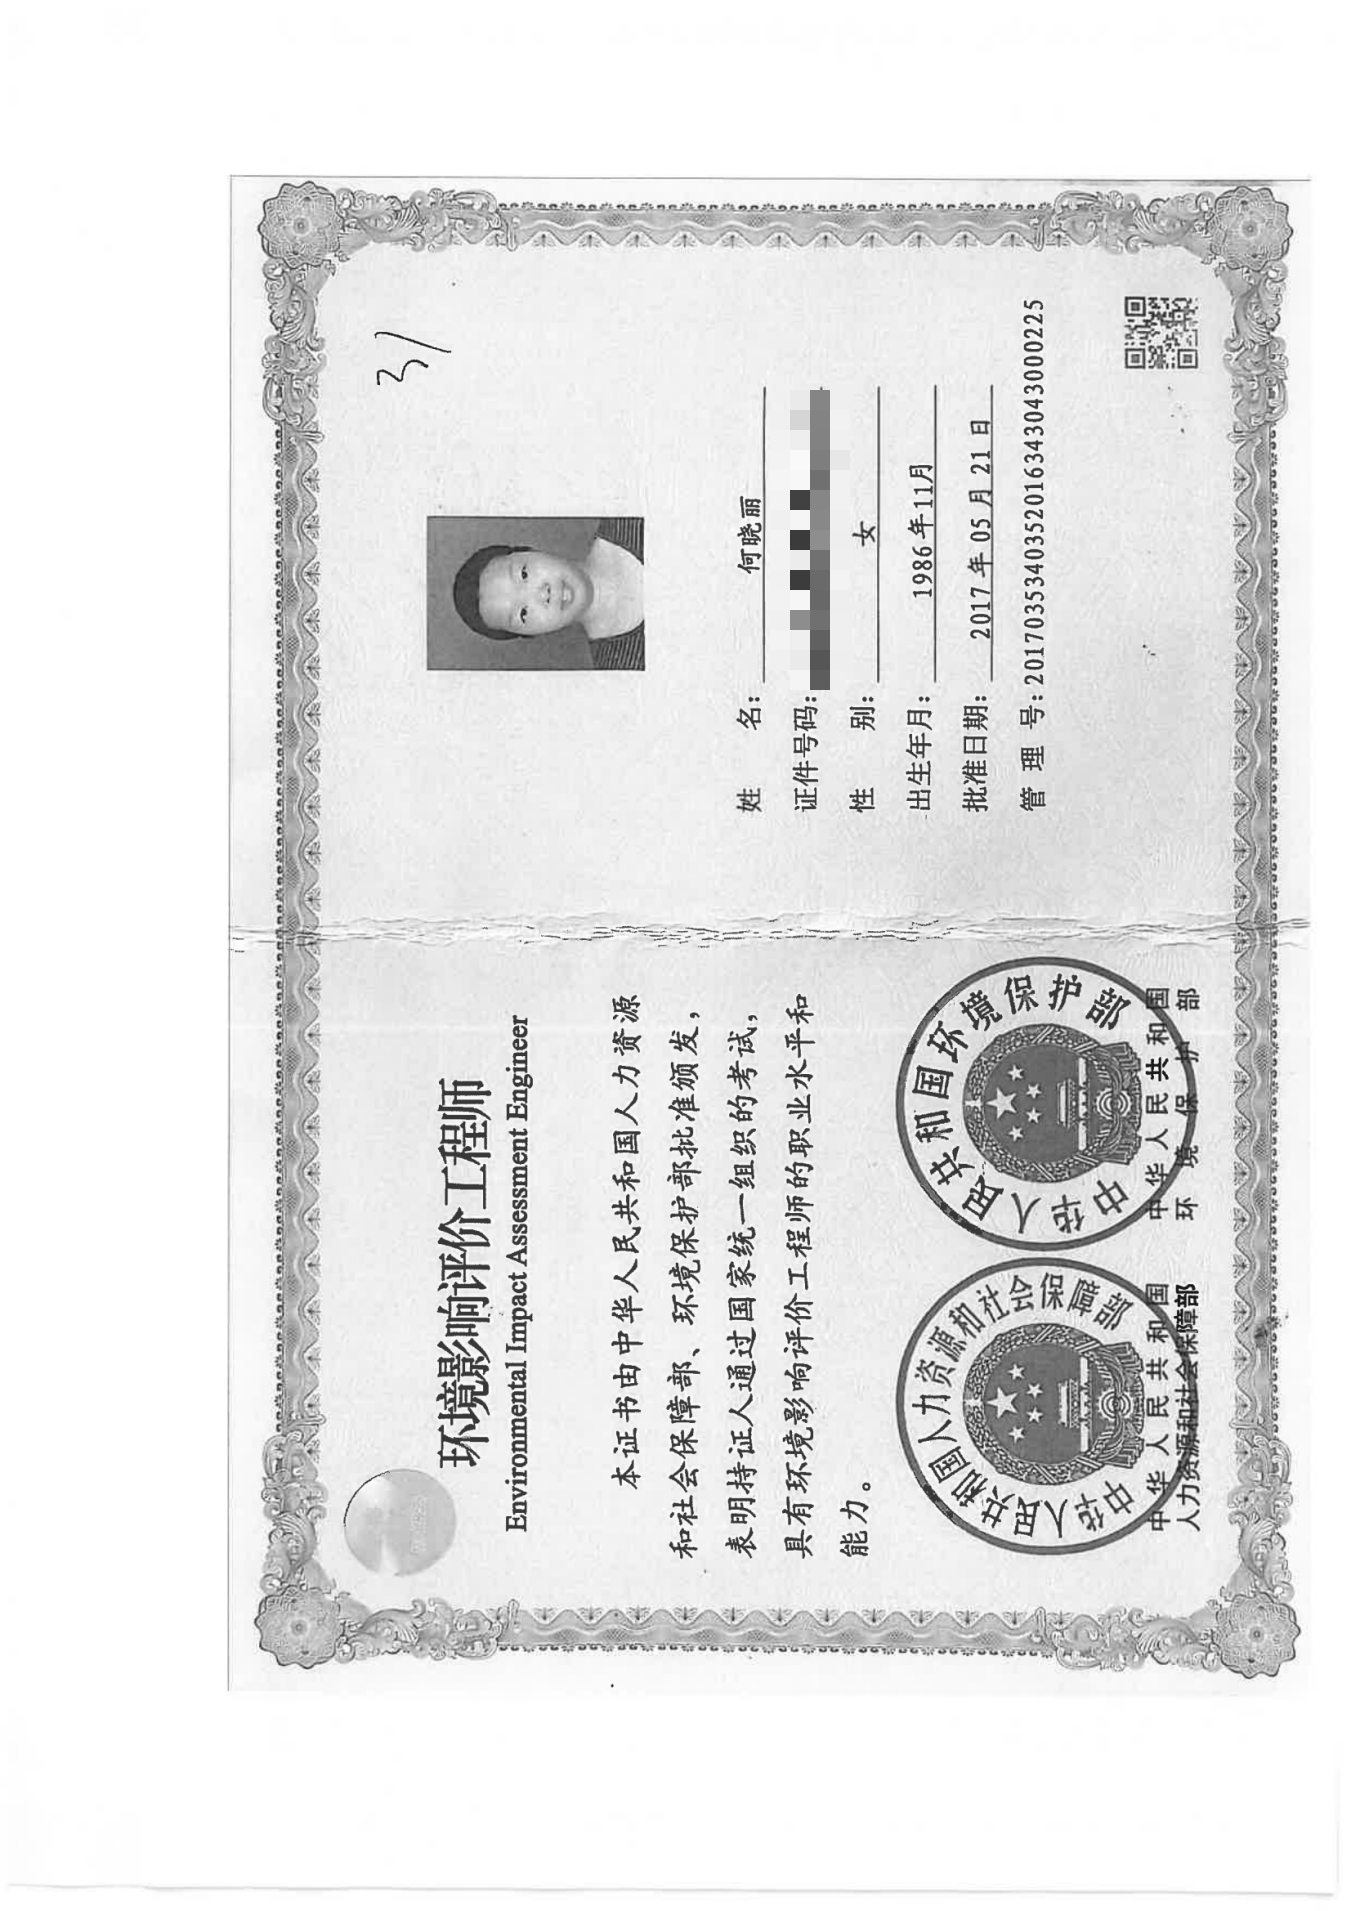 环境影响评价工程师
Environmental Impact Assessment Engineer
本证书由中华人民共和国人力资源
和社会保障部、环境保护部批准颁发，
表明持证人通过国家统一组织的考试，
具有环境影响评价工程师的职业水平和
能力。
中华人民共和国人力资源和社会保障部
中华人民共和国环境保护部
中华人民共和国
人力资源和社会保障部
中华人民共和国
环境保护部
31
姓 名： 何晓丽
证件号码：
性 别： 女
出生年月： 1986年11月
批准日期： 2017年05月21日
管 理 号：2017035340352016343043000225